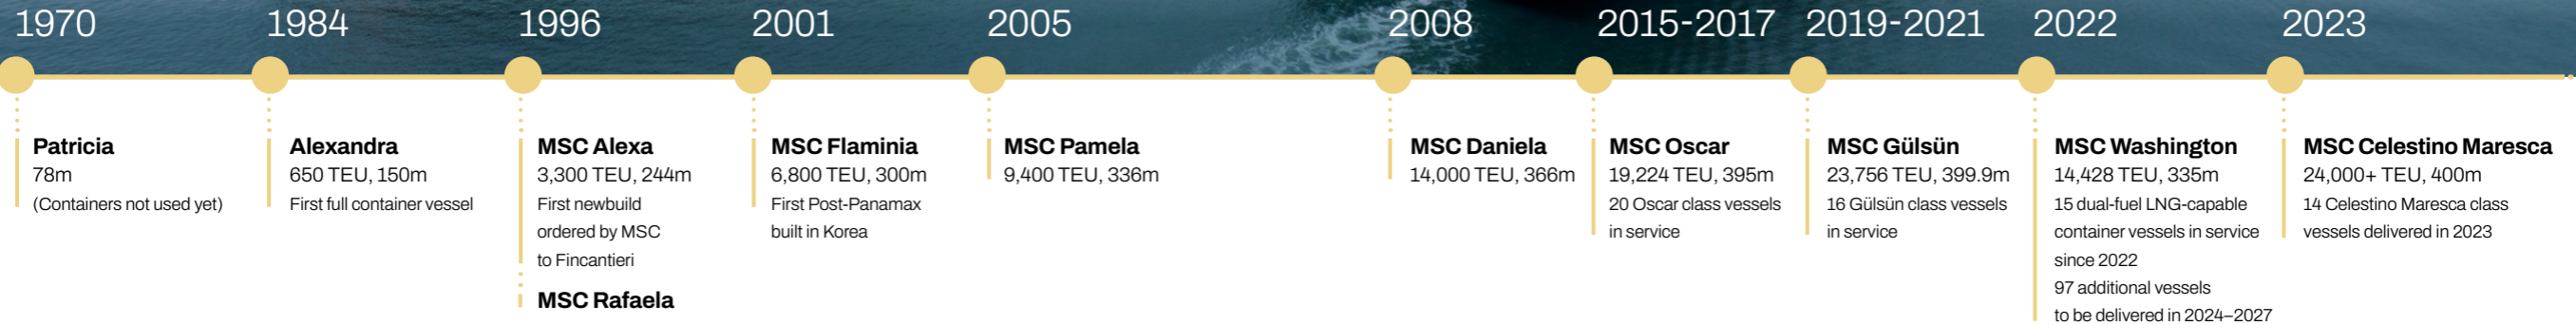 1970
1984
1996
2001
2005
2008
2015-2017
2019-2021
2022
2023
Patricia
78m
(Containers not used yet)
Alexandra
650 TEU, 150m
First full container vessel
MSC Alexa
3,300 TEU, 244m
First newbuild
ordered by MSC
to Fincantieri
MSC Rafaela
MSC Flaminia
6,800 TEU, 300m
First Post-Panamax
built in Korea
MSC Pamela
9,400 TEU, 336m
MSC Daniela
14,000 TEU, 366m
MSC Oscar
19,224 TEU, 395m
20 Oscar class vessels
in service
MSC Gülsün
23,756 TEU, 399.9m
16 Gülsün class vessels
in service
MSC Washington
14,428 TEU, 335m
15 dual-fuel LNG-capable
container vessels in service
since 2022
97 additional vessels
to be delivered in 2024–2027
MSC Celestino Maresca
24,000+ TEU, 400m
14 Celestino Maresca class
vessels delivered in 2023